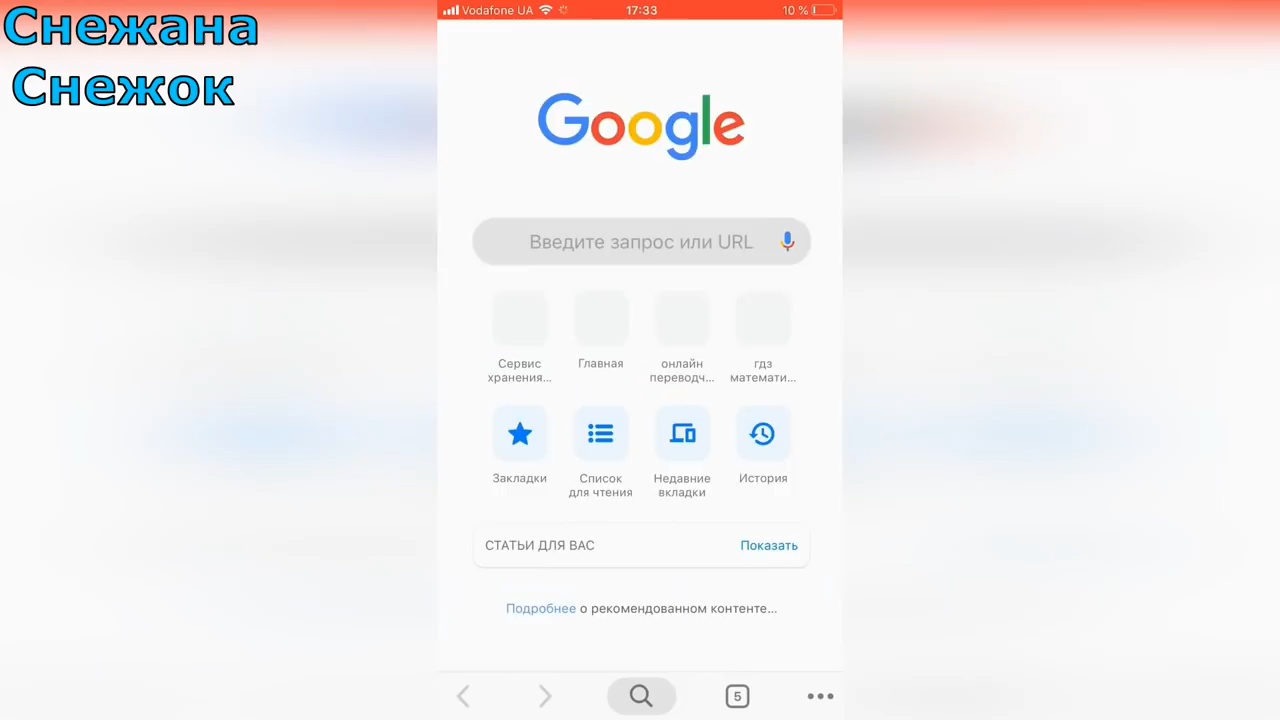 Снежана
Снежок
Vodafone UA
17:33
10 %
Google
Введите запрос или URL
Сервис хранения...
Главная
онлайн переводч...
гдз математи...
Закладки
Список для чтения
Недавние вкладки
История
СТАТЬИ ДЛЯ ВАС
Показать
Подробнее о рекомендованном контенте...
5